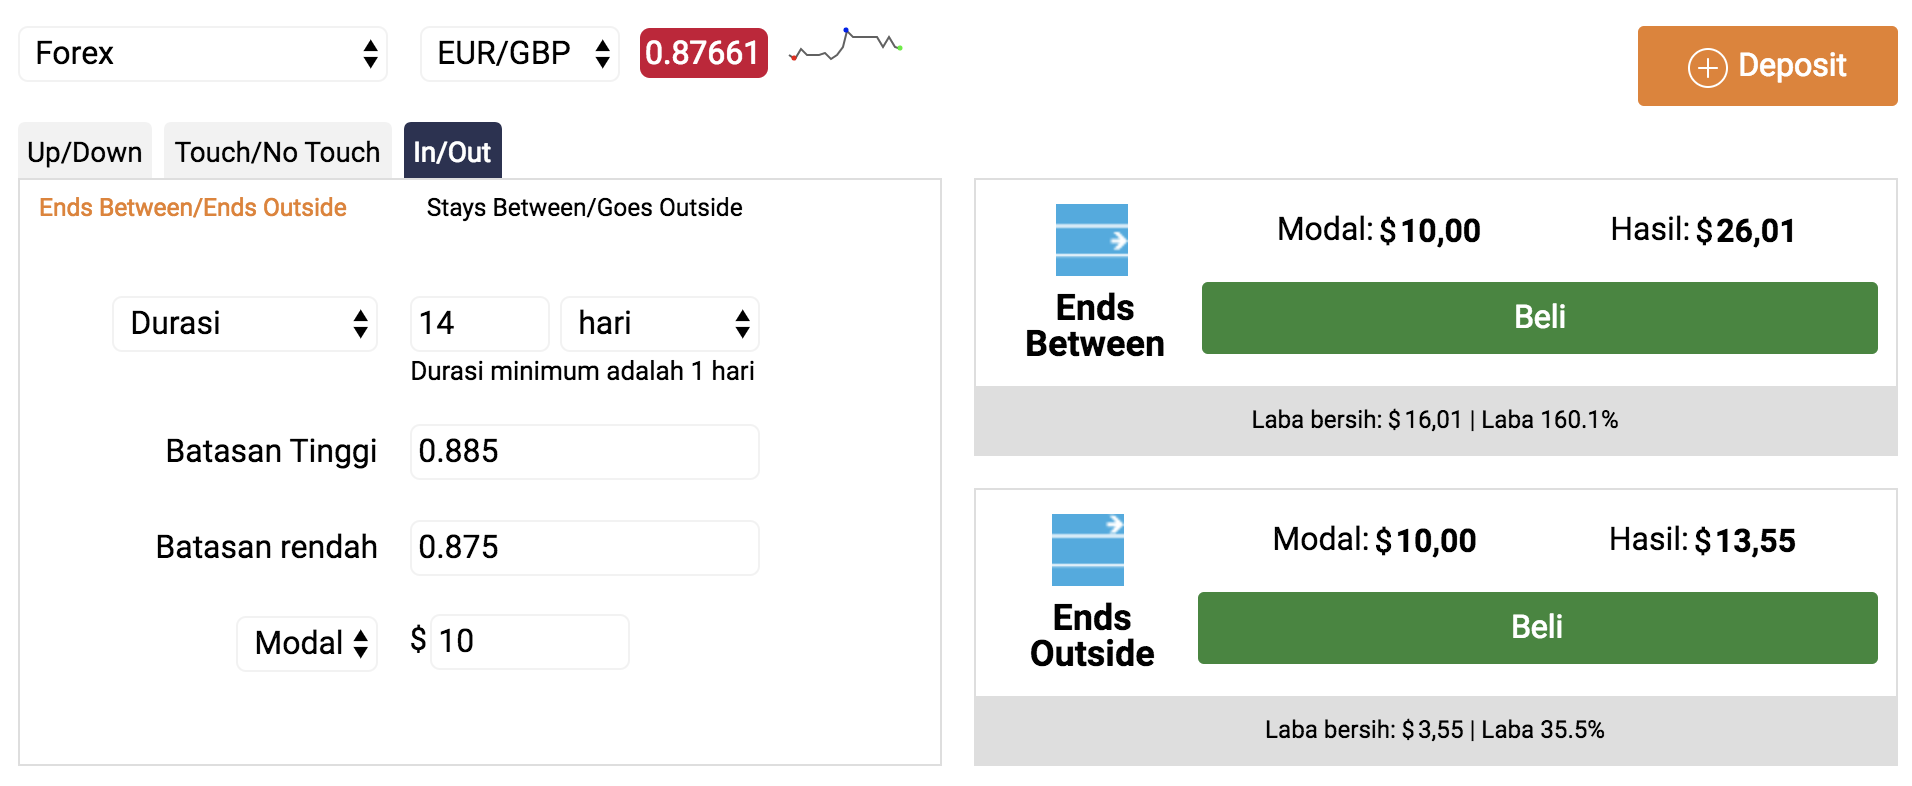 Forex
EUR/GBP
0.87661
Deposit
Up/Down
Touch/No Touch
In/Out
Ends Between/Ends Outside
Stays Between/Goes Outside
Durasi
14
hari
Durasi minimum adalah 1 hari
Batasan Tinggi
0.885
Batasan rendah
0.875
Modal
$ 10
Modal: $10,00
Hasil: $26,01
Ends
Between
Beli
Laba bersih: $16,01 | Laba 160.1%
Modal: $10,00
Hasil: $13,55
Ends
Outside
Beli
Laba bersih: $3,55 | Laba 35.5%